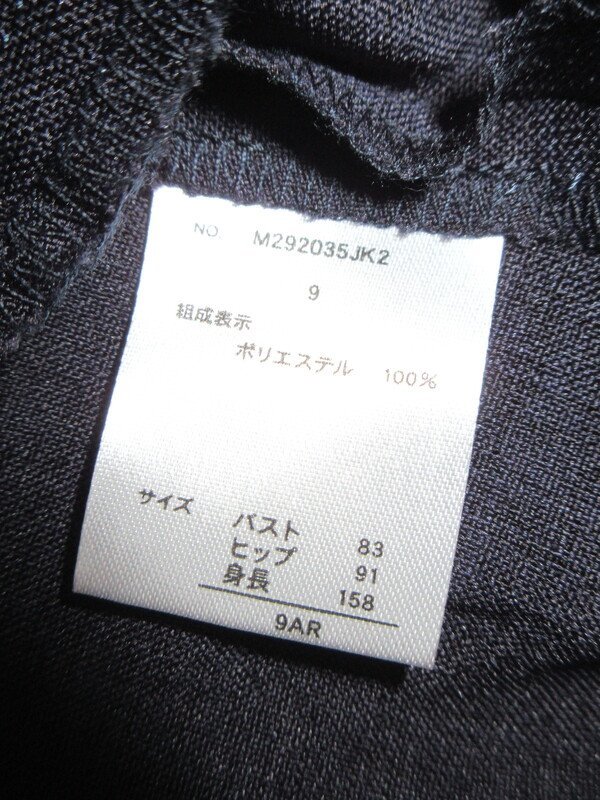 NO M292035JK2
9
組成表示
ポリエステル 100%
サイズ バスト 83
ヒップ 91
身長 158
9AR